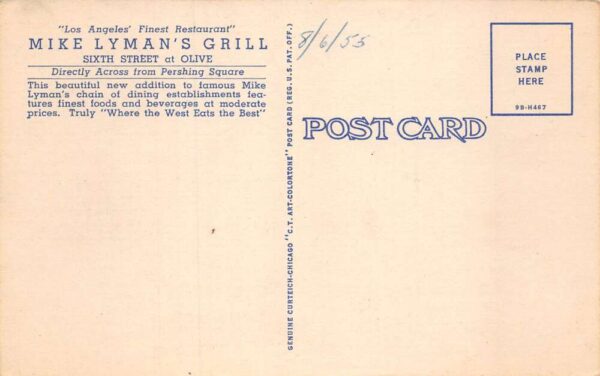 "Los Angeles' Finest Restaurant"
MIKE LYMAN'S GRILL
SIXTH STREET at OLIVE
Directly Across from Pershing Square
This beautiful new addition to famous Mike
Lyman's chain of dining establishments fea-
tures finest foods and beverages at moderate
prices. Truly "Where the West Eats the Best"
GENUINE CURTEICH-CHICAGO "C.T. ART-COLORTONE" POST CARD (REG. U.S. PAT. OFF.)
8/6/55
POST CARD
PLACE
STAMP
HERE
9B-H467